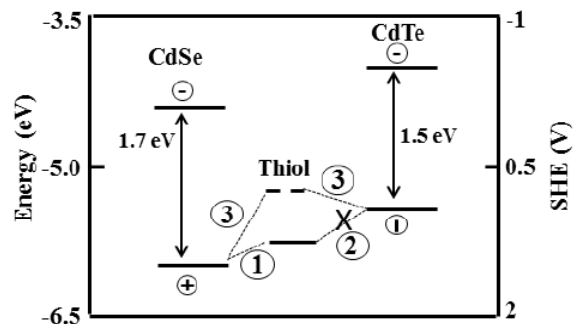 -3.5
-1
CdSe
CdTe
-
-
1.7 eV
1.5 eV
Energy (eV)
-5.0
Thiol
0.5
SHE (V)
3
3
X
1
2
+
-6.5
2